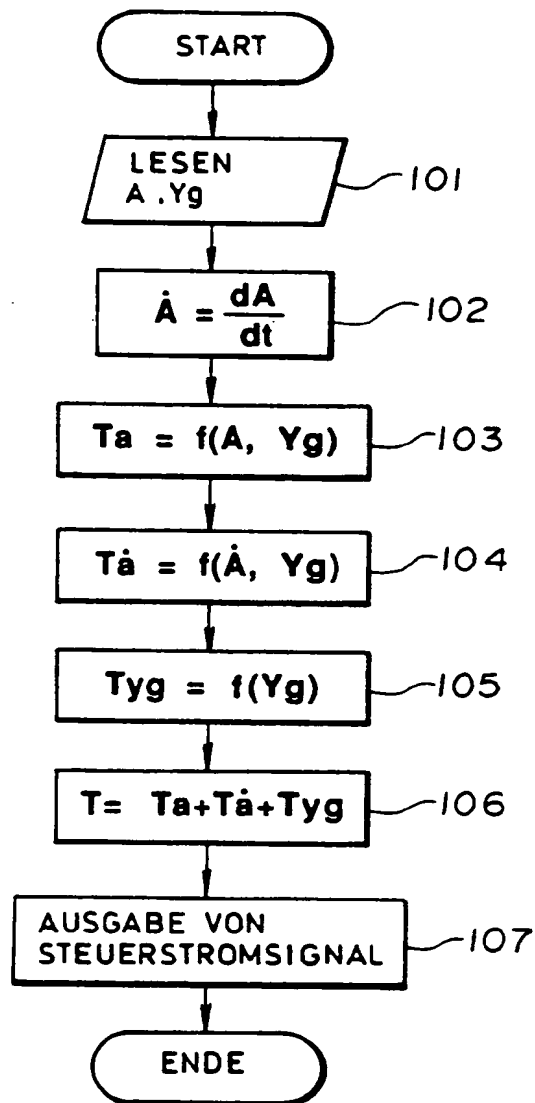 START
LESEN
A .Yg
101
Ȧ = dA/dt
102
Ta = f(A, Yg)
103
Tȧ = f(Ȧ, Yg)
104
Tyg = f(Yg)
105
T= Ta+Tȧ+Tyg
106
AUSGABE VON
STEUERSTROMSIGNAL
107
ENDE